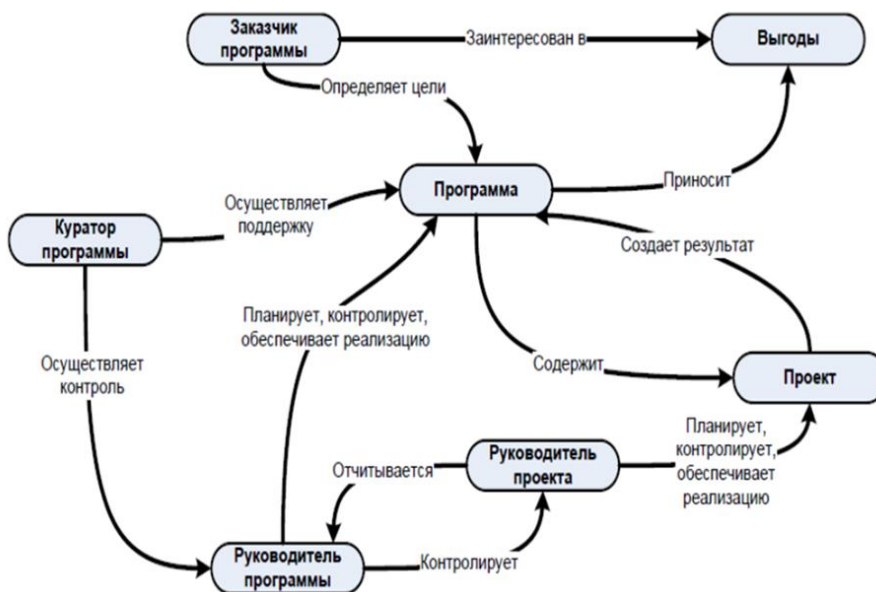 Заказчик
программы
Заинтересован в
Выгоды
Определяет цели
Программа
Приносит
Осуществляет
поддержку
Куратор
программы
Создает результат
Планирует, контролирует,
обеспечивает реализацию
Осуществляет
контроль
Содержит
Проект
Планирует,
контролирует,
обеспечивает
реализацию
Руководитель
проекта
Отчитывается
Руководитель
программы
Контролирует